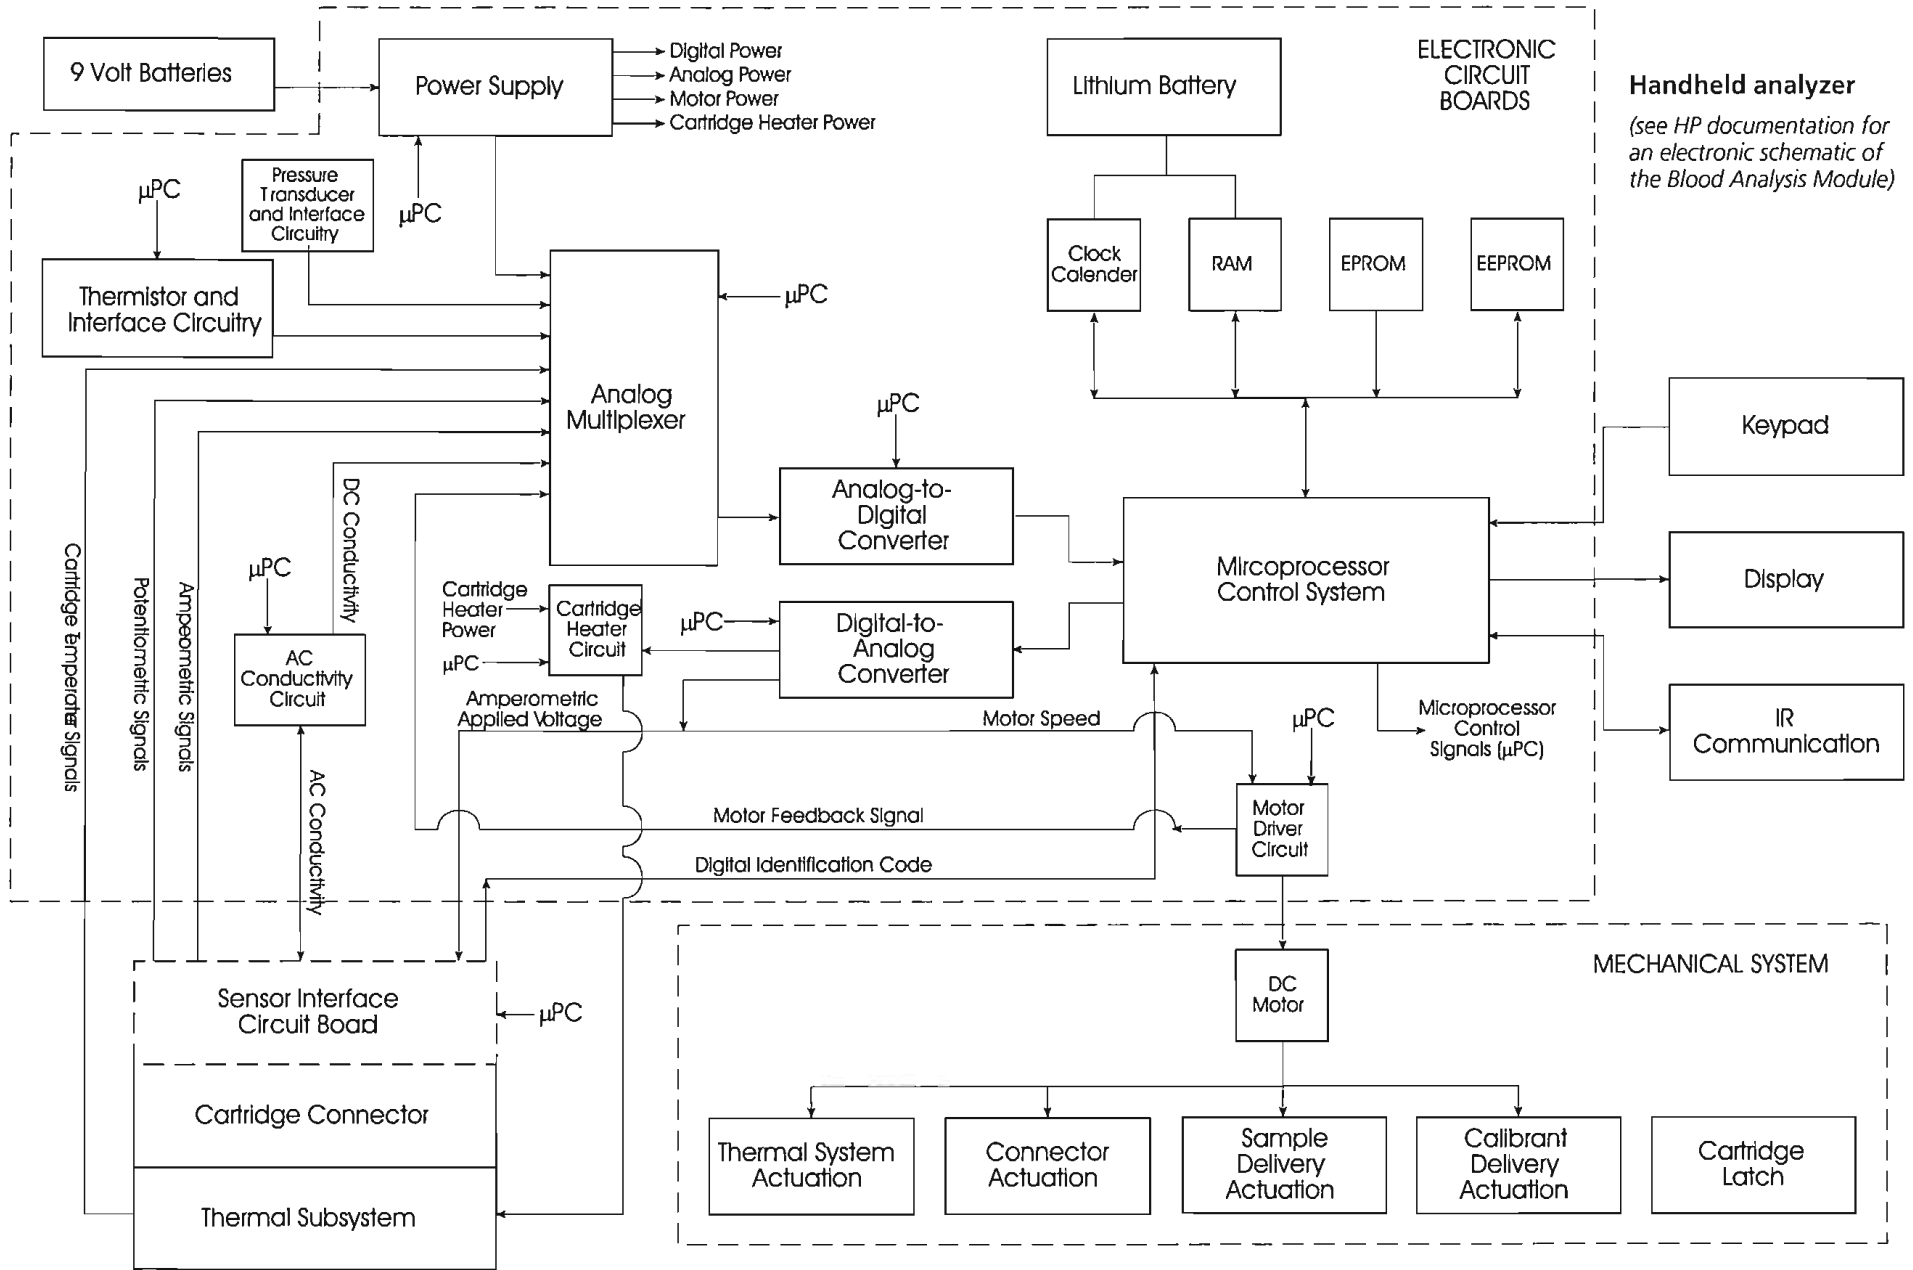 9 Volt Batteries
Power Supply
Digital Power
Analog Power
Motor Power
Cartridge Heater Power
Lithium Battery
ELECTRONIC
CIRCUIT
BOARDS
Handheld analyzer
(see HP documentation for
an electronic schematic of
the Blood Analysis Module)
μPC
Pressure
Transducer
and Interface
Circuitry
μPC
Thermistor and
Interface Circuitry
Clock
Calender
RAM
EPROM
EEPROM
μPC
Analog
Multiplexer
μPC
Analog-to-
Digital
Converter
Mircoprocessor
Control System
Keypad
Display
IR
Communication
Cartridge Temperater Signals
Potentiometric Signals
Ampeometric Signals
DC Conductivity
μPC
AC
Conductivity
Circuit
AC Conductivity
Cartridge
Heater
Power
μPC
Cartridge
Heater
Circuit
μPC
Digital-to-
Analog
Converter
Amperometric
Applied Voltage
Motor Speed
μPC
Microprocessor
Control
Signals (μPC)
Motor
Driver
Circuit
Motor Feedback Signal
Digital Identification Code
Sensor Interface
Circuit Board
μPC
Cartridge Connector
Thermal Subsystem
MECHANICAL SYSTEM
DC
Motor
Thermal System
Actuation
Connector
Actuation
Sample
Delivery
Actuation
Calibrant
Delivery
Actuation
Cartridge
Latch